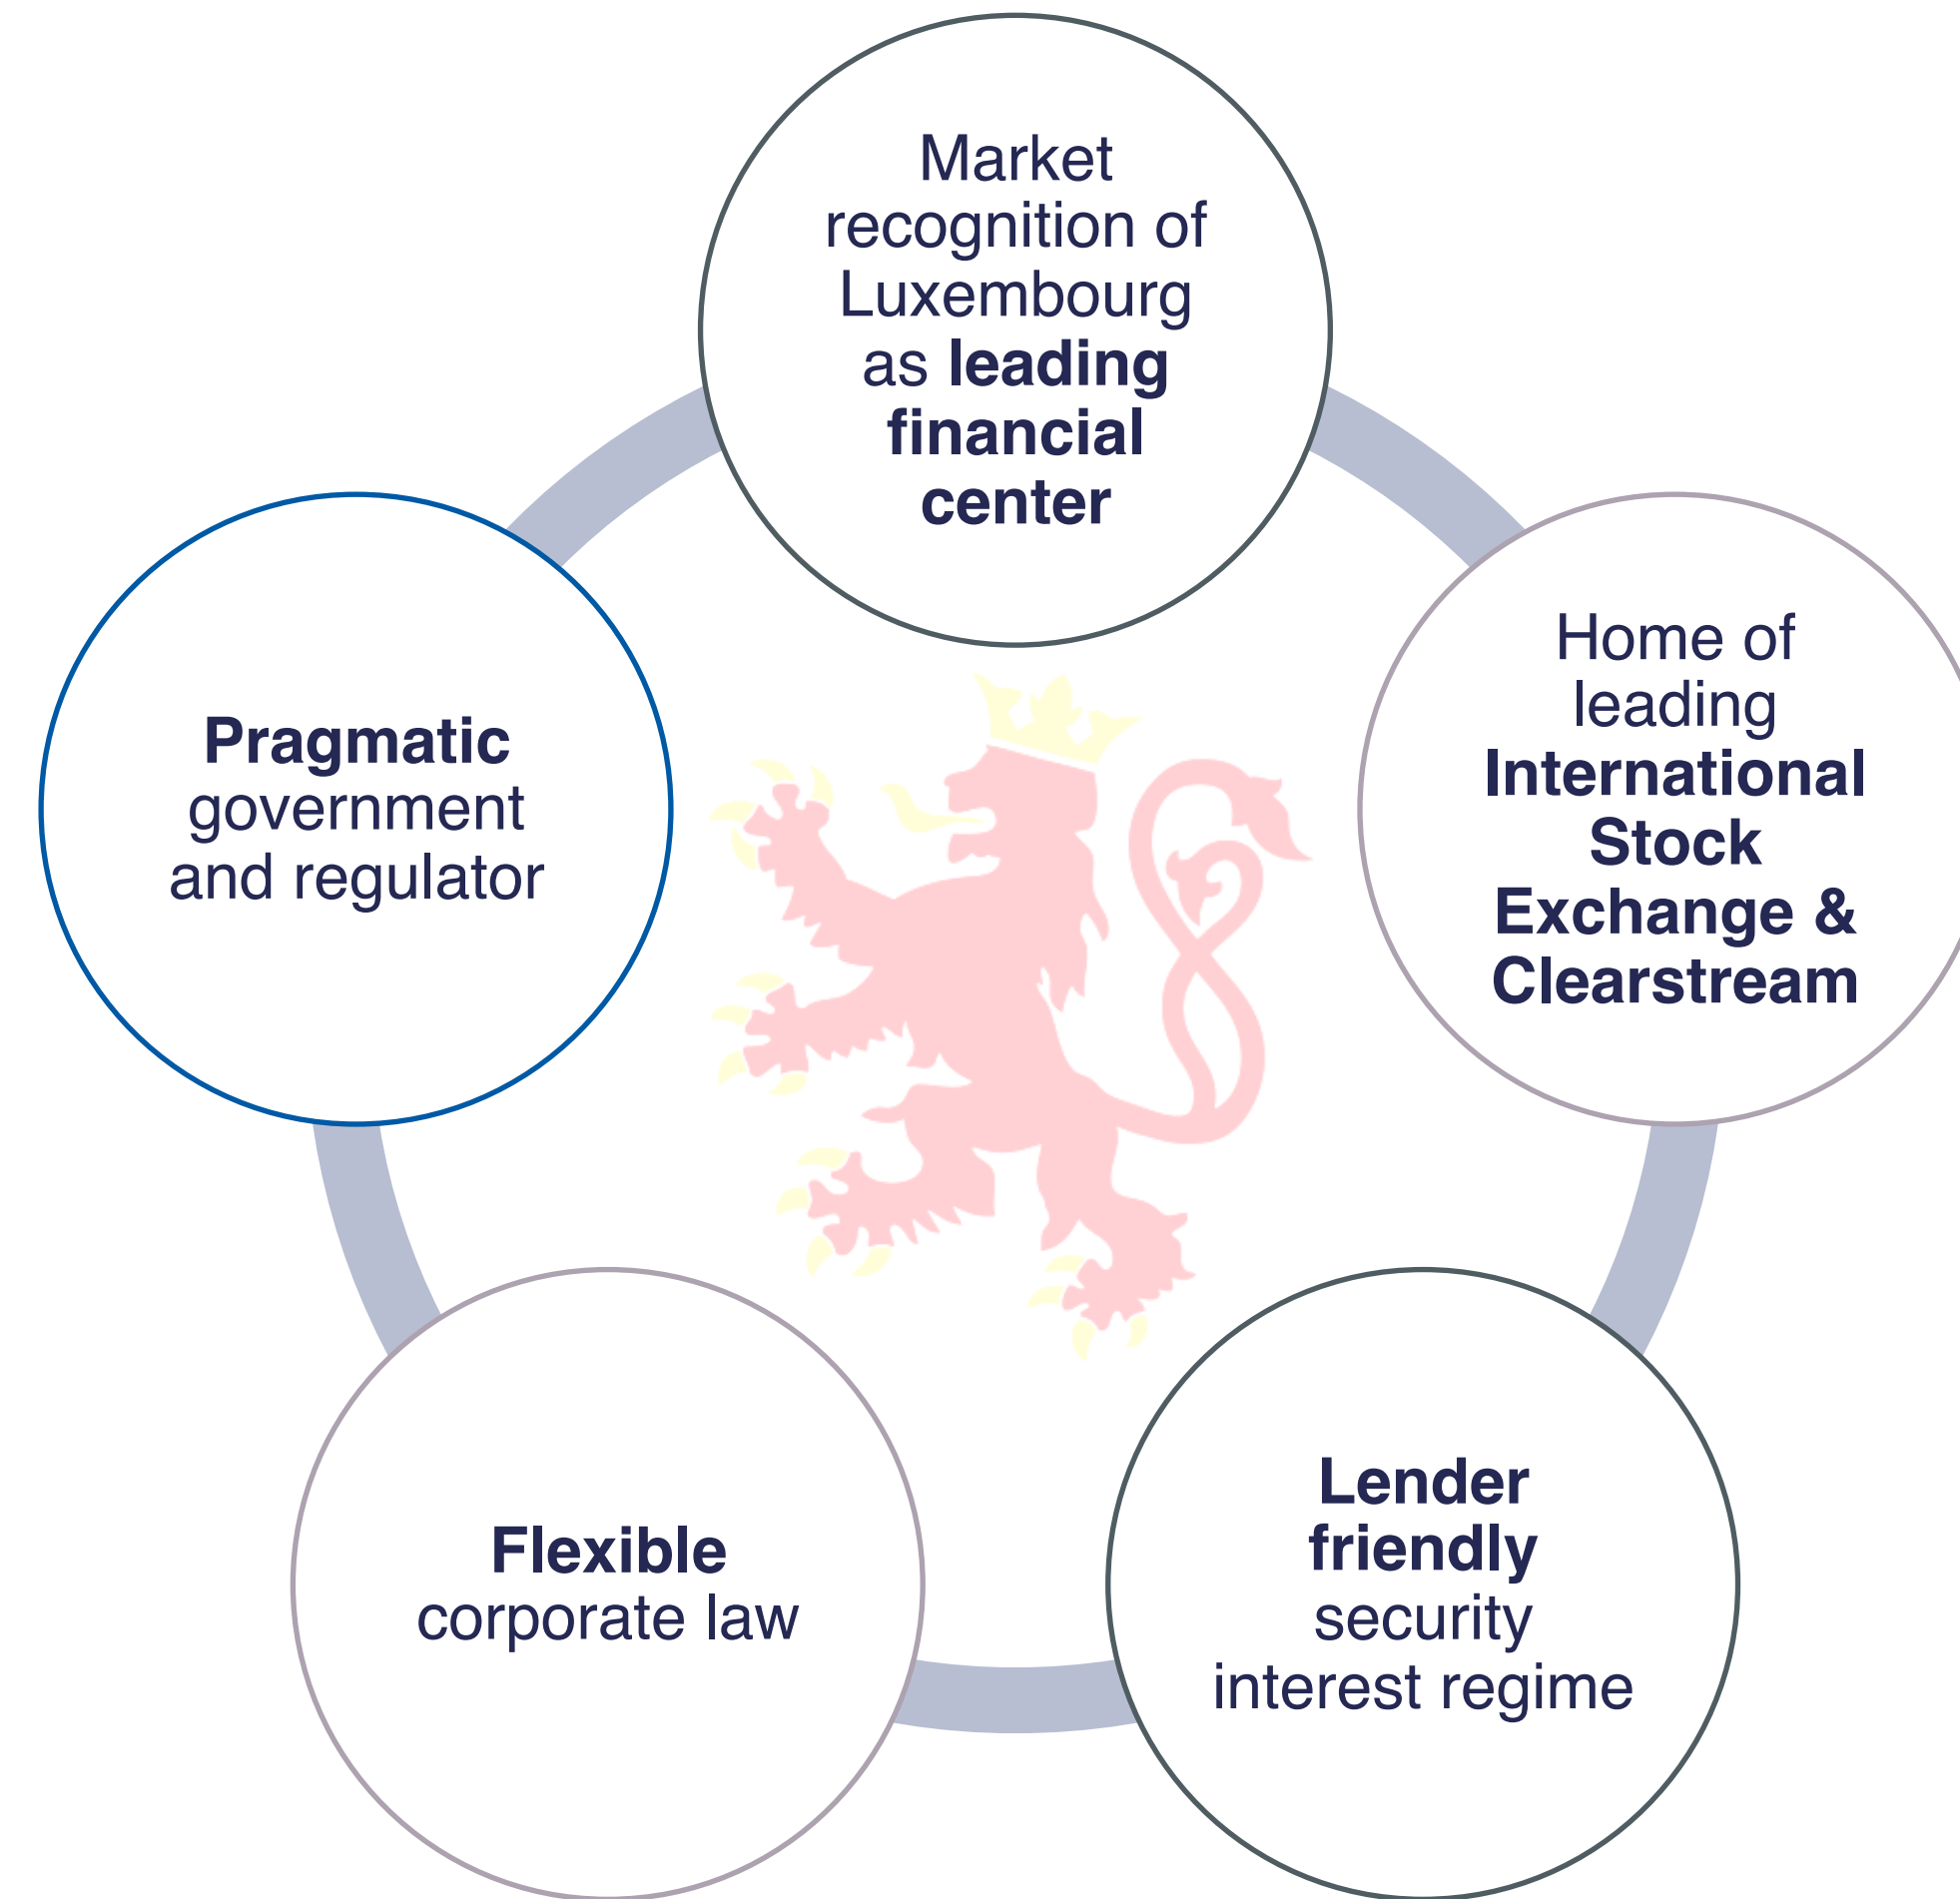 Market
recognition of
Luxembourg
as leading
financial
center
Home of
leading
International
Stock
Exchange &
Clearstream
Lender
friendly
security
interest regime
Flexible
corporate law
Pragmatic
government
and regulator